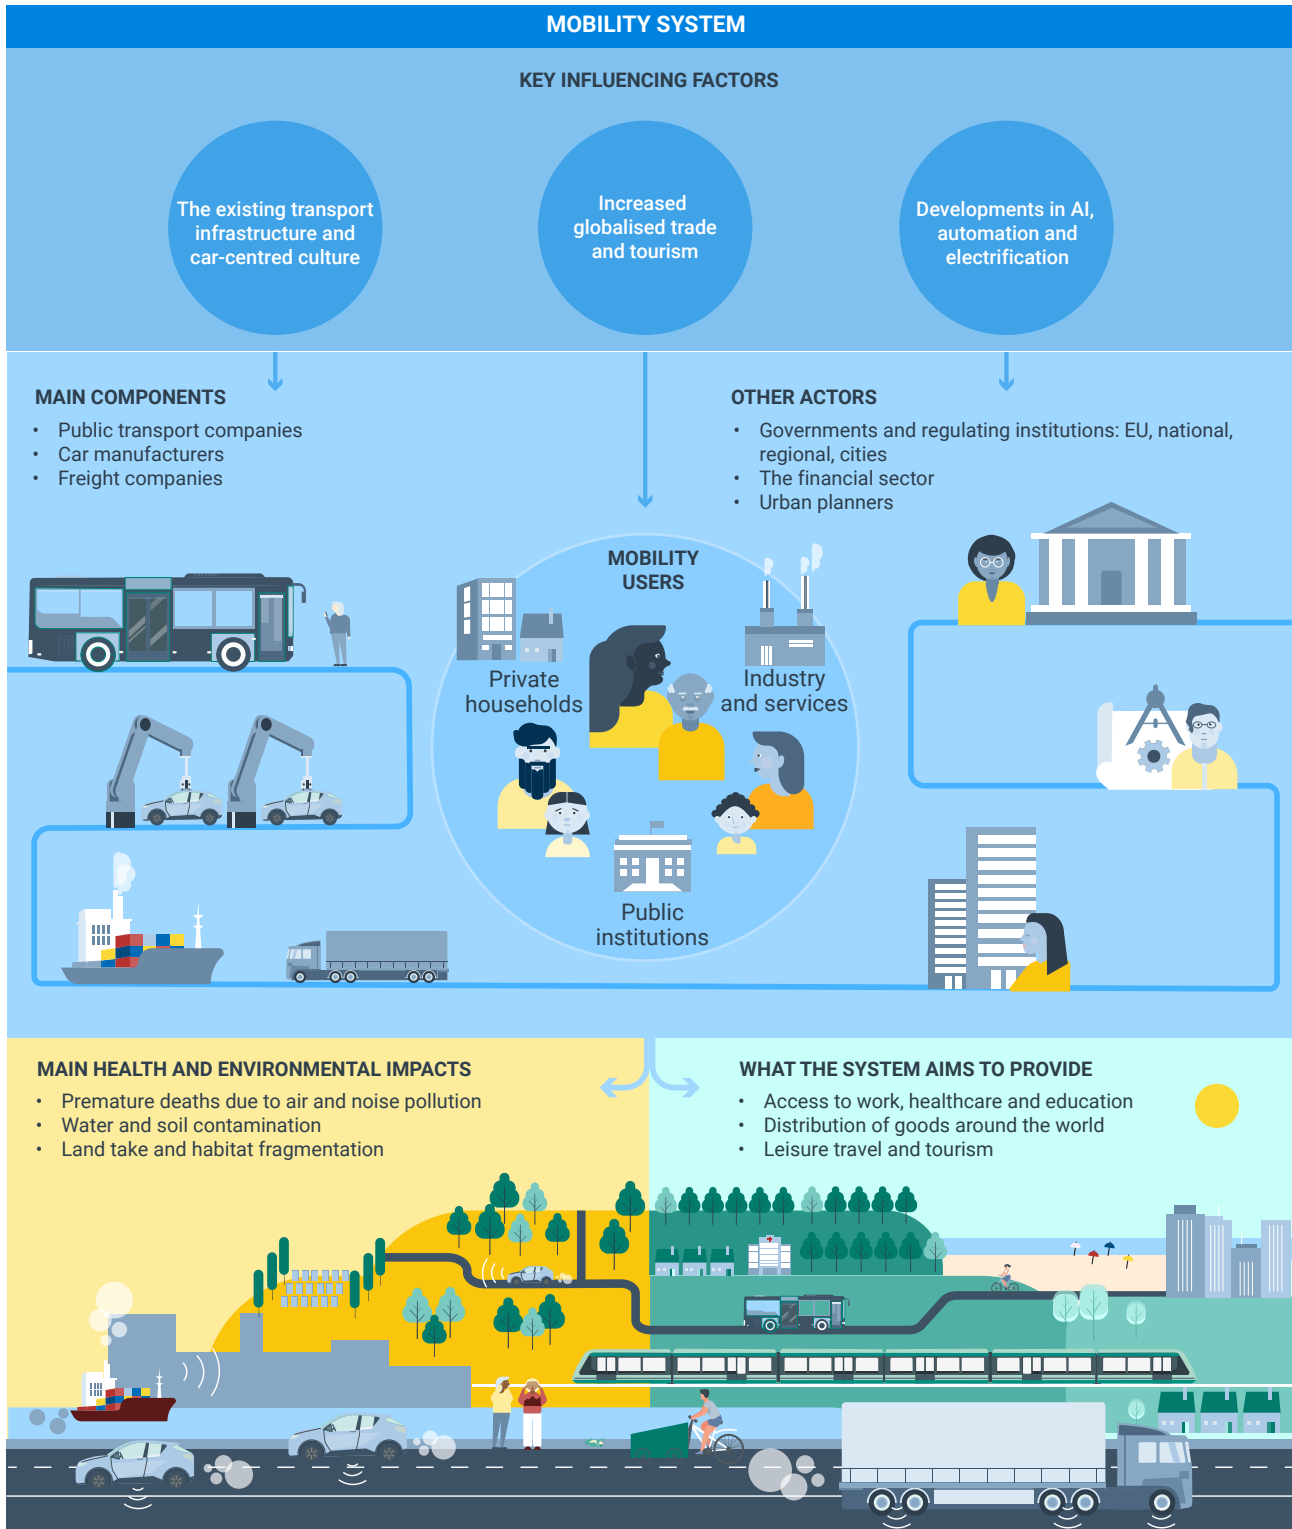 MOBILITY SYSTEM
KEY INFLUENCING FACTORS
The existing transport
infrastructure and
car-centred culture
Increased
globalised trade
and tourism
Developments in AI,
automation and
electrification
MAIN COMPONENTS
• Public transport companies
• Car manufacturers
• Freight companies
OTHER ACTORS
• Governments and regulating institutions: EU, national,
regional, cities
• The financial sector
• Urban planners
MOBILITY
USERS
Private
households
Industry
and services
Public
institutions
MAIN HEALTH AND ENVIRONMENTAL IMPACTS
• Premature deaths due to air and noise pollution
• Water and soil contamination
• Land take and habitat fragmentation
WHAT THE SYSTEM AIMS TO PROVIDE
• Access to work, healthcare and education
• Distribution of goods around the world
• Leisure travel and tourism